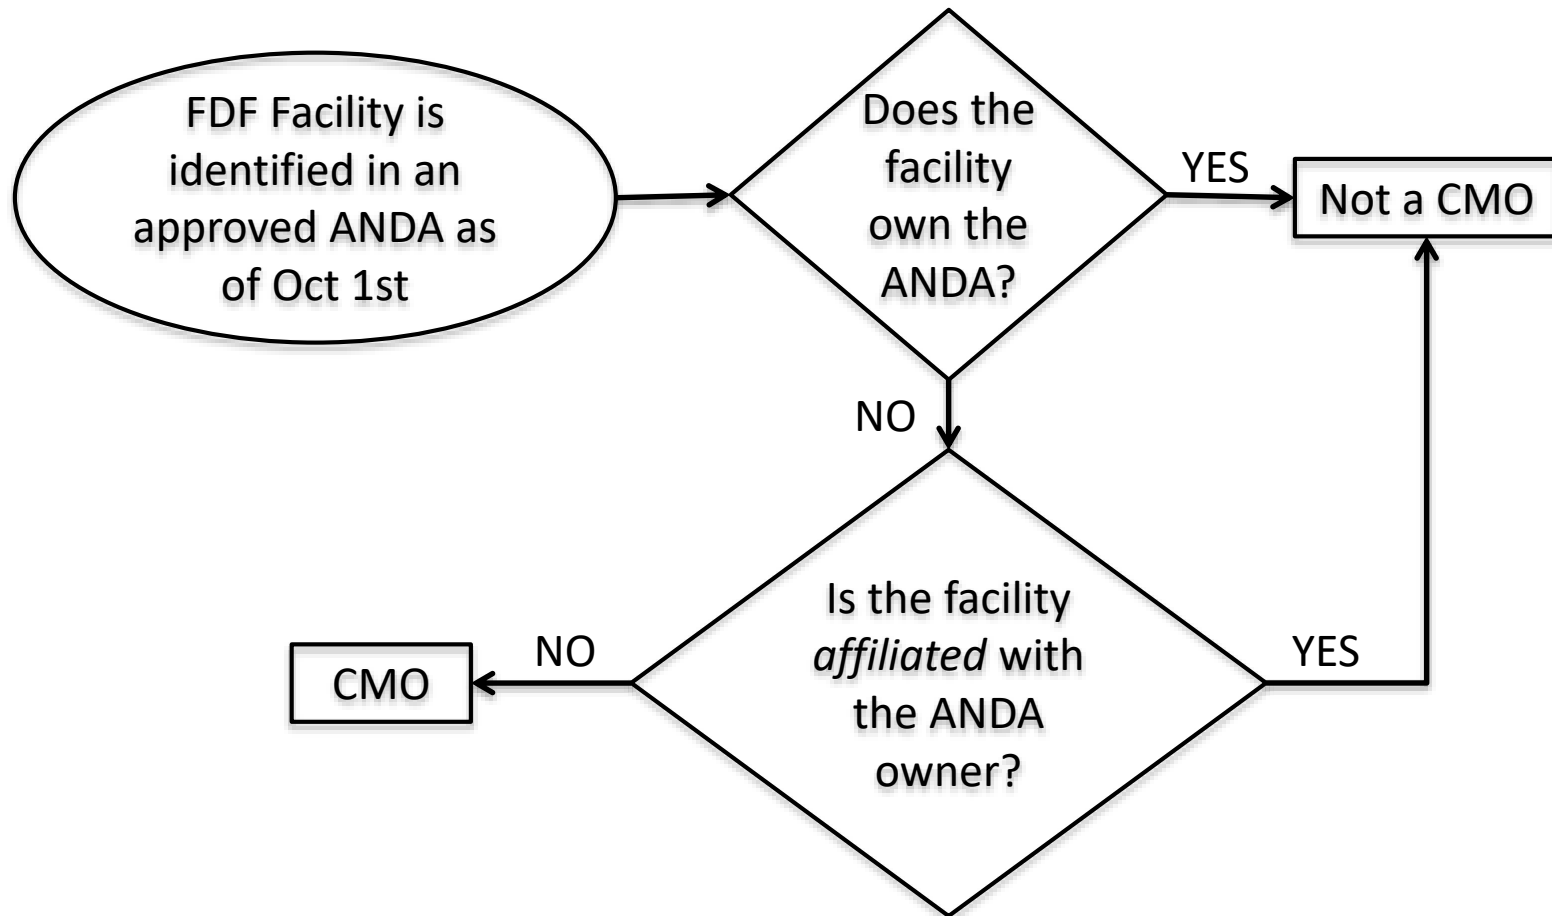 FDF Facility is
identified in an
approved ANDA as
of Oct 1st
Does the
facility
own the
ANDA?
YES
Not a CMO
NO
Is the facility
affiliated with
the ANDA
owner?
NO
CMO
YES